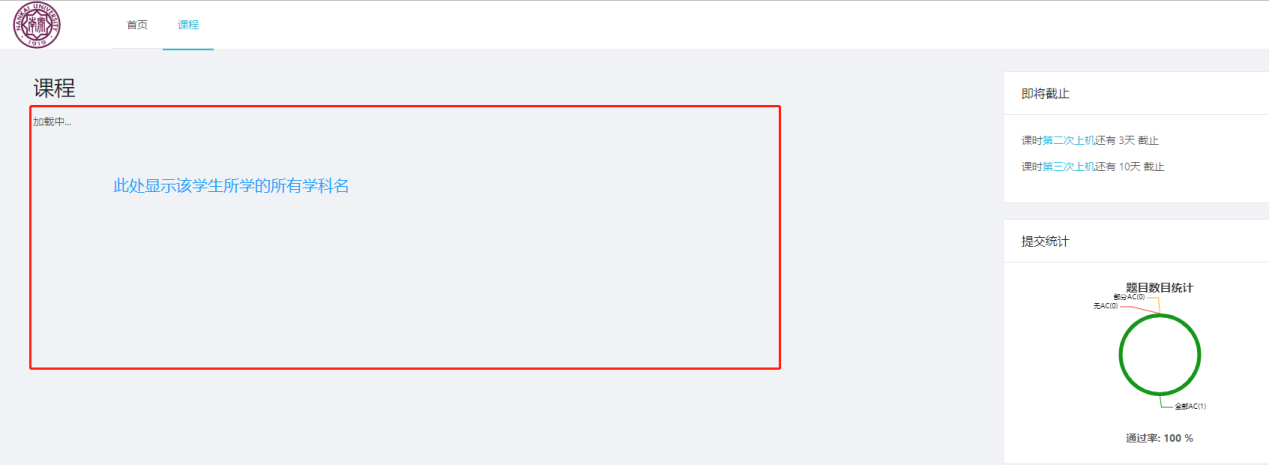 NANKAI UNIVERSITY
1919
首页
课程
课程
加载中...
此处显示该学生所学的所有学科名
即将截止
课时第二次上机还有 3天 截止
课时第三次上机还有 10天 截止
提交统计
题目数目统计
部分AC(0)
无AC(0)
全部AC(1)
通过率: 100 %